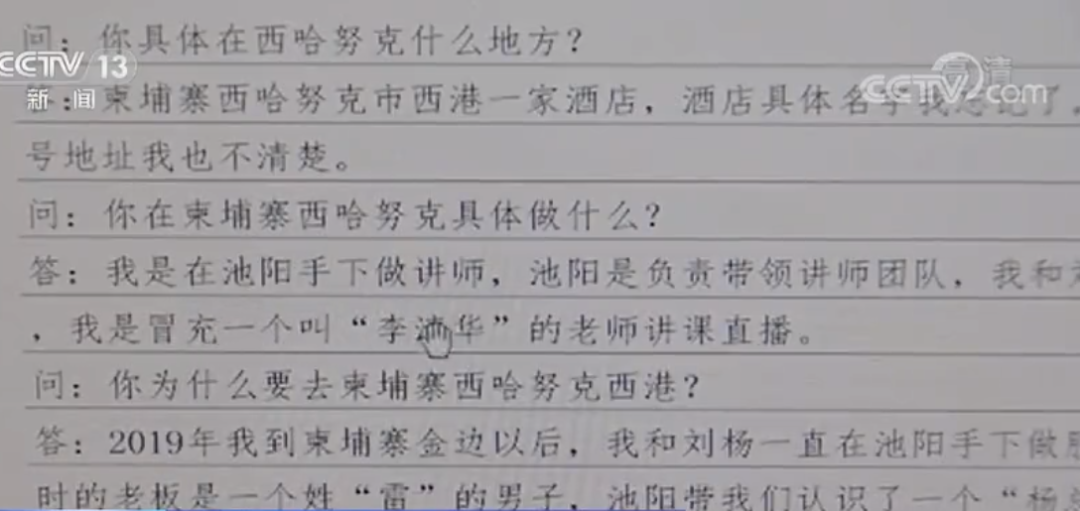 问：你具体在西哈努克什么地方？
CCTV 13
新闻
高清
CCTV.com
答：柬埔寨西哈努克市西港一家酒店，酒店具体名字我忘记了，
号地址我也不清楚。
问：你在柬埔寨西哈努克具体做什么？
答：我是在池阳手下做讲师，池阳是负责带领讲师团队，我和
，我是冒充一个叫“李 华”的老师讲课直播。
问：你为什么要去柬埔寨西哈努克西港？
答：2019年我到柬埔寨金边以后，我和刘杨一直在池阳手下做
时的老板是一个姓“雷”的男子，池阳带我们认识了一个“杨